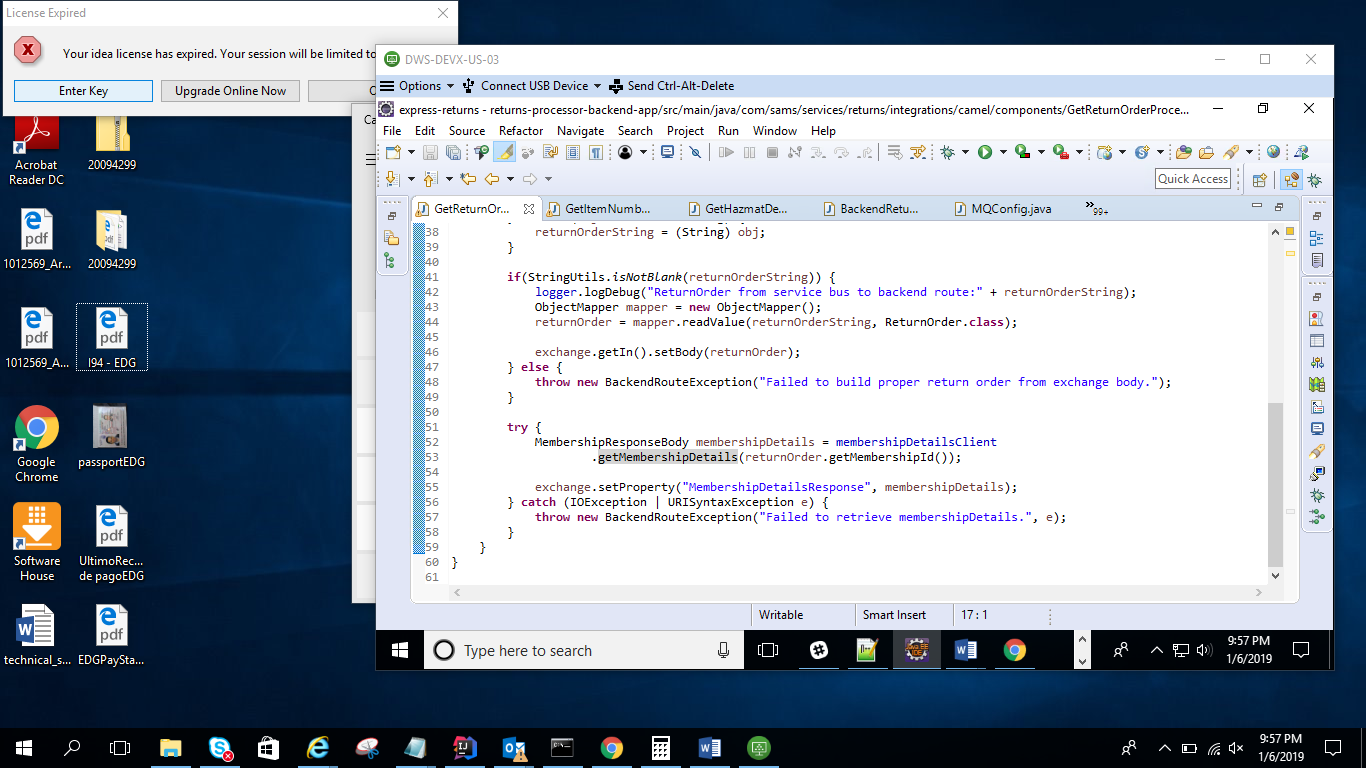 License Expired
Your idea license has expired. Your session will be limited to
Enter Key
Upgrade Online Now
Acrobat
Reader DC
20094299
1012569_Ar...
20094299
1012569_A...
I94 - EDG
Google
Chrome
passportEDG
Software
House
UltimoRec...
de pagoEDG
technical_s...
EDGPaySta...
DWS-DEVX-US-03
Options
Connect USB Device
Send Ctrl-Alt-Delete
express-returns - returns-processor-backend-app/src/main/java/com/sams/services/returns/integrations/camel/components/GetReturnOrderProce...
File Edit Source Refactor Navigate Search Project Run Window Help
Quick Access
GetReturnOr... GetItemNumb... GetHazmatDe... BackendRetu... MQConfig.java 99+
38 returnOrderString = (String) obj;
39 }
40
41 if(StringUtils.isNotBlank(returnOrderString)) {
42 logger.logDebug("ReturnOrder from service bus to backend route:" + returnOrderString);
43 ObjectMapper mapper = new ObjectMapper();
44 returnOrder = mapper.readValue(returnOrderString, ReturnOrder.class);
45
46 exchange.getIn().setBody(returnOrder);
47 } else {
48 throw new BackendRouteException("Failed to build proper return order from exchange body.");
49 }
50
51 try {
52 MembershipResponseBody membershipDetails = membershipDetailsClient
53 .getMembershipDetails(returnOrder.getMembershipId());
54
55 exchange.setProperty("MembershipDetailsResponse", membershipDetails);
56 } catch (IOException | URISyntaxException e) {
57 throw new BackendRouteException("Failed to retrieve membershipDetails.", e);
58 }
59 }
60 }
61
Writable Smart Insert 17 : 1
Type here to search
9:57 PM
1/6/2019
9:57 PM
1/6/2019